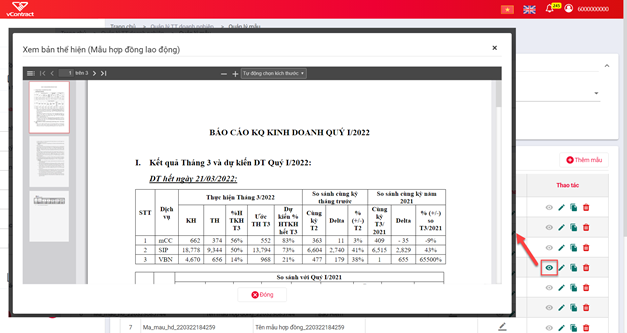 vContract
345
6000000000
Trang chủ > Quản lý TT doanh nghiệp > Quản lý mẫu
Xem bản thể hiện (Mẫu hợp đồng lao động)
×
1 trên 3
Tự động chọn kích thước
BÁO CÁO KQ KINH DOANH QUÝ I/2022
I. Kết quả Tháng 3 và dự kiến DT Quý I/2022:
DT hết ngày 21/03/2022:
STT Dịch vụ Thực hiện Tháng 3/2022 So sánh cùng kỳ tháng trước So sánh cùng kỳ năm 2021
KH TH %H TKH T3 Ước TH T3 Dự kiến % HTKH hết T3 Cùng kỳ T2 Delta % (+/-) T2 Cùng kỳ T3/2021 Delta % (+/-) so T3/2021
1 mCC 662 374 56% 552 83% 363 11 3% 409 - 35 -9%
2 SIP 18,778 9,344 50% 13,794 73% 6,604 2,740 41% 6,515 2,829 43%
3 VBN 4,670 656 14% 968 21% 477 179 38% 1 655 65500%
So sánh với Quý I/2021
Đóng
Thêm mẫu
Thao tác
7 Ma_mau_hd_220322184259 Tên mẫu hợp đồng_220322184259